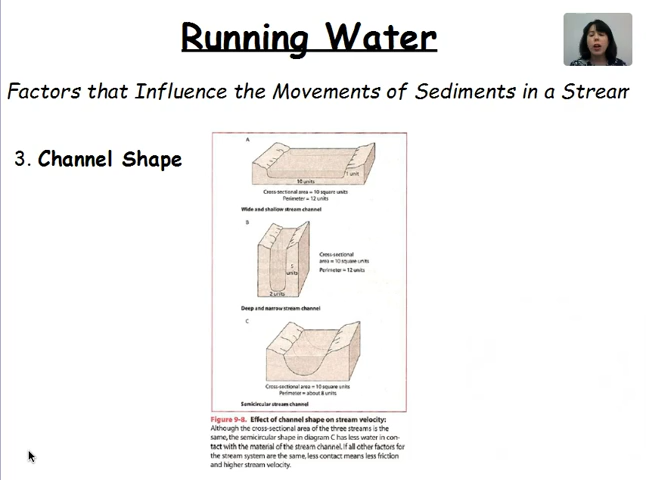 Running Water
Factors that Influence the Movements of Sediments in a Stream
3. Channel Shape
A
1 unit
10 units
Cross-sectional area = 10 square units
Perimeter = 12 units
Wide and shallow stream channel
B
5
units
2 units
Cross-sectional
area = 10 square units
Perimeter = 12 units
Deep and narrow stream channel
C
Cross-sectional area = 10 square units
Perimeter = about 8 units
Semicircular stream channel
Figure 9-8. Effect of channel shape on stream velocity:
Although the cross-sectional area of the three streams is the
same, the semicircular shape in diagram C has less water in con-
tact with the material of the stream channel. If all other factors for
the stream system are the same, less contact means less friction
and higher stream velocity.